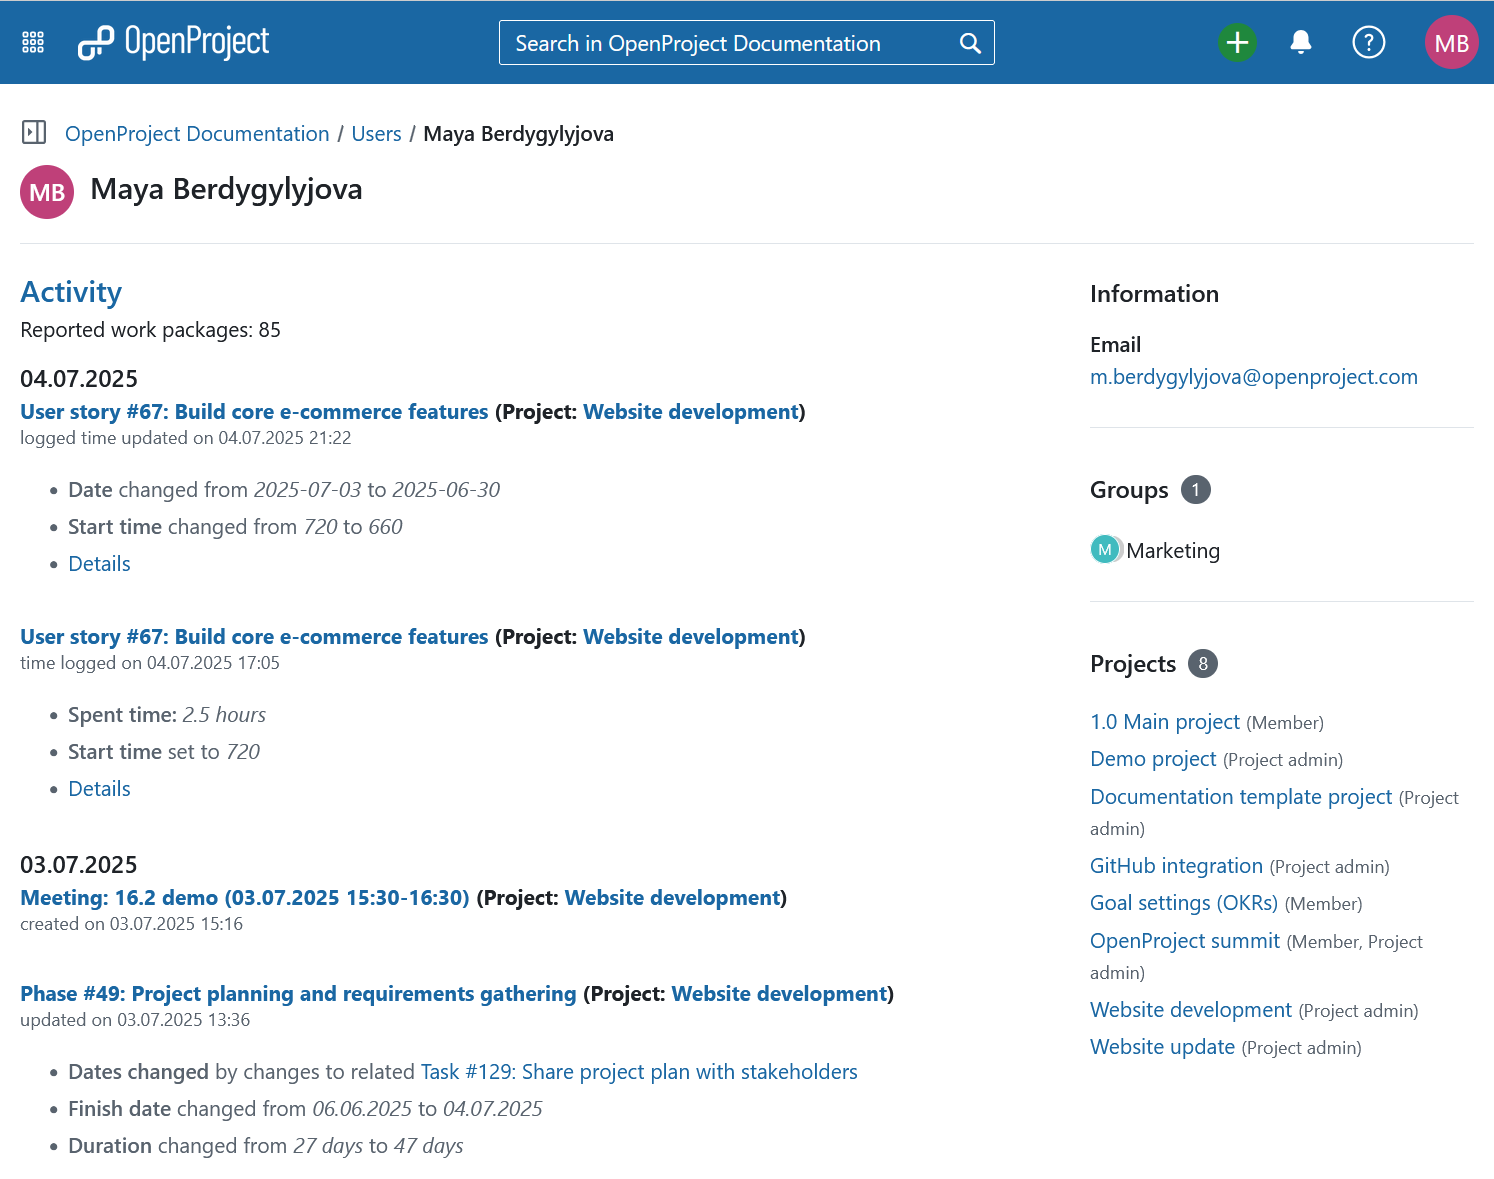 OpenProject
Search in OpenProject Documentation
MB
OpenProject Documentation / Users / Maya Berdygylyjova
MB
Maya Berdygylyjova
Activity
Reported work packages: 85
04.07.2025
User story #67: Build core e-commerce features (Project: Website development)
logged time updated on 04.07.2025 21:22
Date changed from 2025-07-03 to 2025-06-30
Start time changed from 720 to 660
Details
User story #67: Build core e-commerce features (Project: Website development)
time logged on 04.07.2025 17:05
Spent time: 2.5 hours
Start time set to 720
Details
03.07.2025
Meeting: 16.2 demo (03.07.2025 15:30-16:30) (Project: Website development)
created on 03.07.2025 15:16
Phase #49: Project planning and requirements gathering (Project: Website development)
updated on 03.07.2025 13:36
Dates changed by changes to related Task #129: Share project plan with stakeholders
Finish date changed from 06.06.2025 to 04.07.2025
Duration changed from 27 days to 47 days
Information
Email
m.berdygylyjova@openproject.com
Groups 1
M Marketing
Projects 8
1.0 Main project (Member)
Demo project (Project admin)
Documentation template project (Project
admin)
GitHub integration (Project admin)
Goal settings (OKRs) (Member)
OpenProject summit (Member, Project
admin)
Website development (Project admin)
Website update (Project admin)